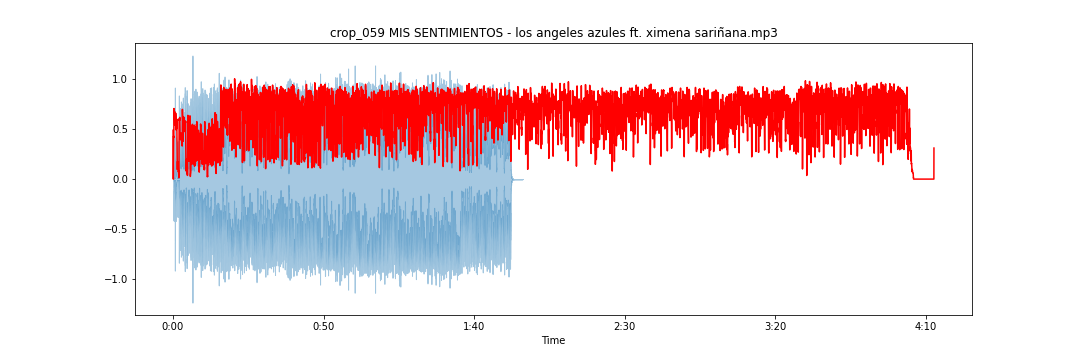 crop_059 MIS SENTIMIENTOS - los angeles azules ft. ximena sariñana.mp3
1.0
0.5
0.0
−0.5
−1.0
0:00 0:50 1:40 2:30 3:20 4:10
Time